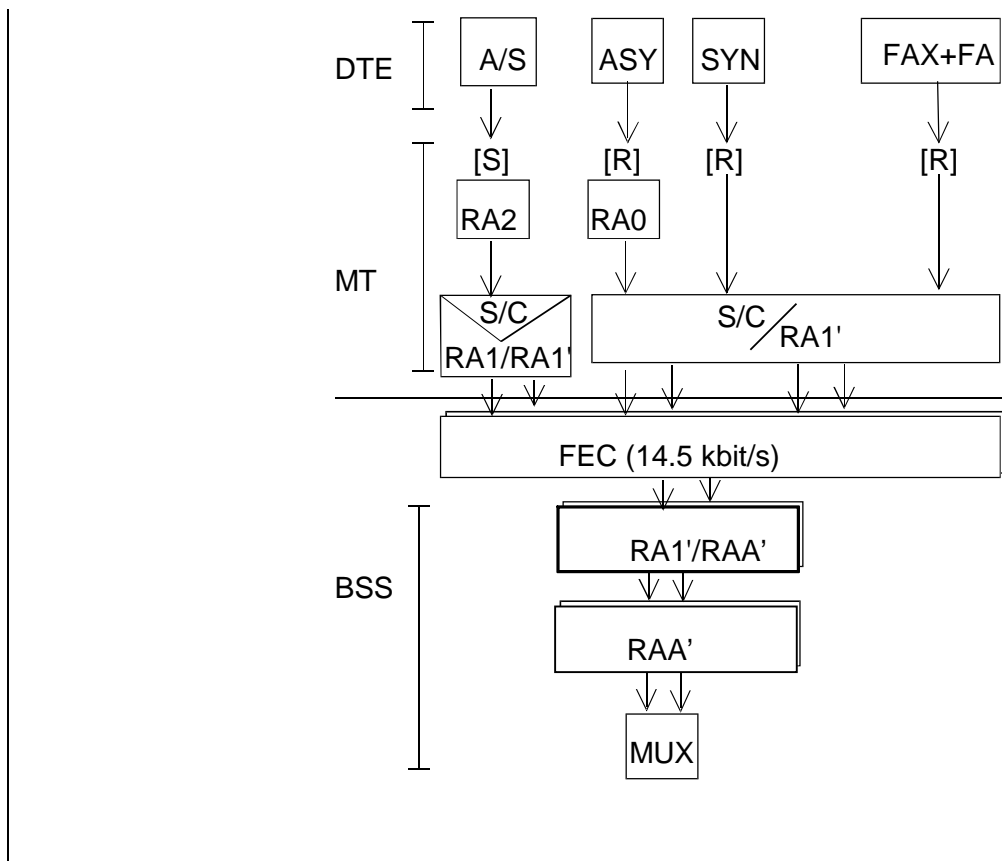 DTE
A/S
ASY
SYN
FAX+FA
[S]
[R]
[R]
[R]
RA2
RA0
MT
S/C
RA1/RA1'
S/C
RA1'
FEC (14.5 kbit/s)
RA1'/RAA’
BSS
RAA’
MUX